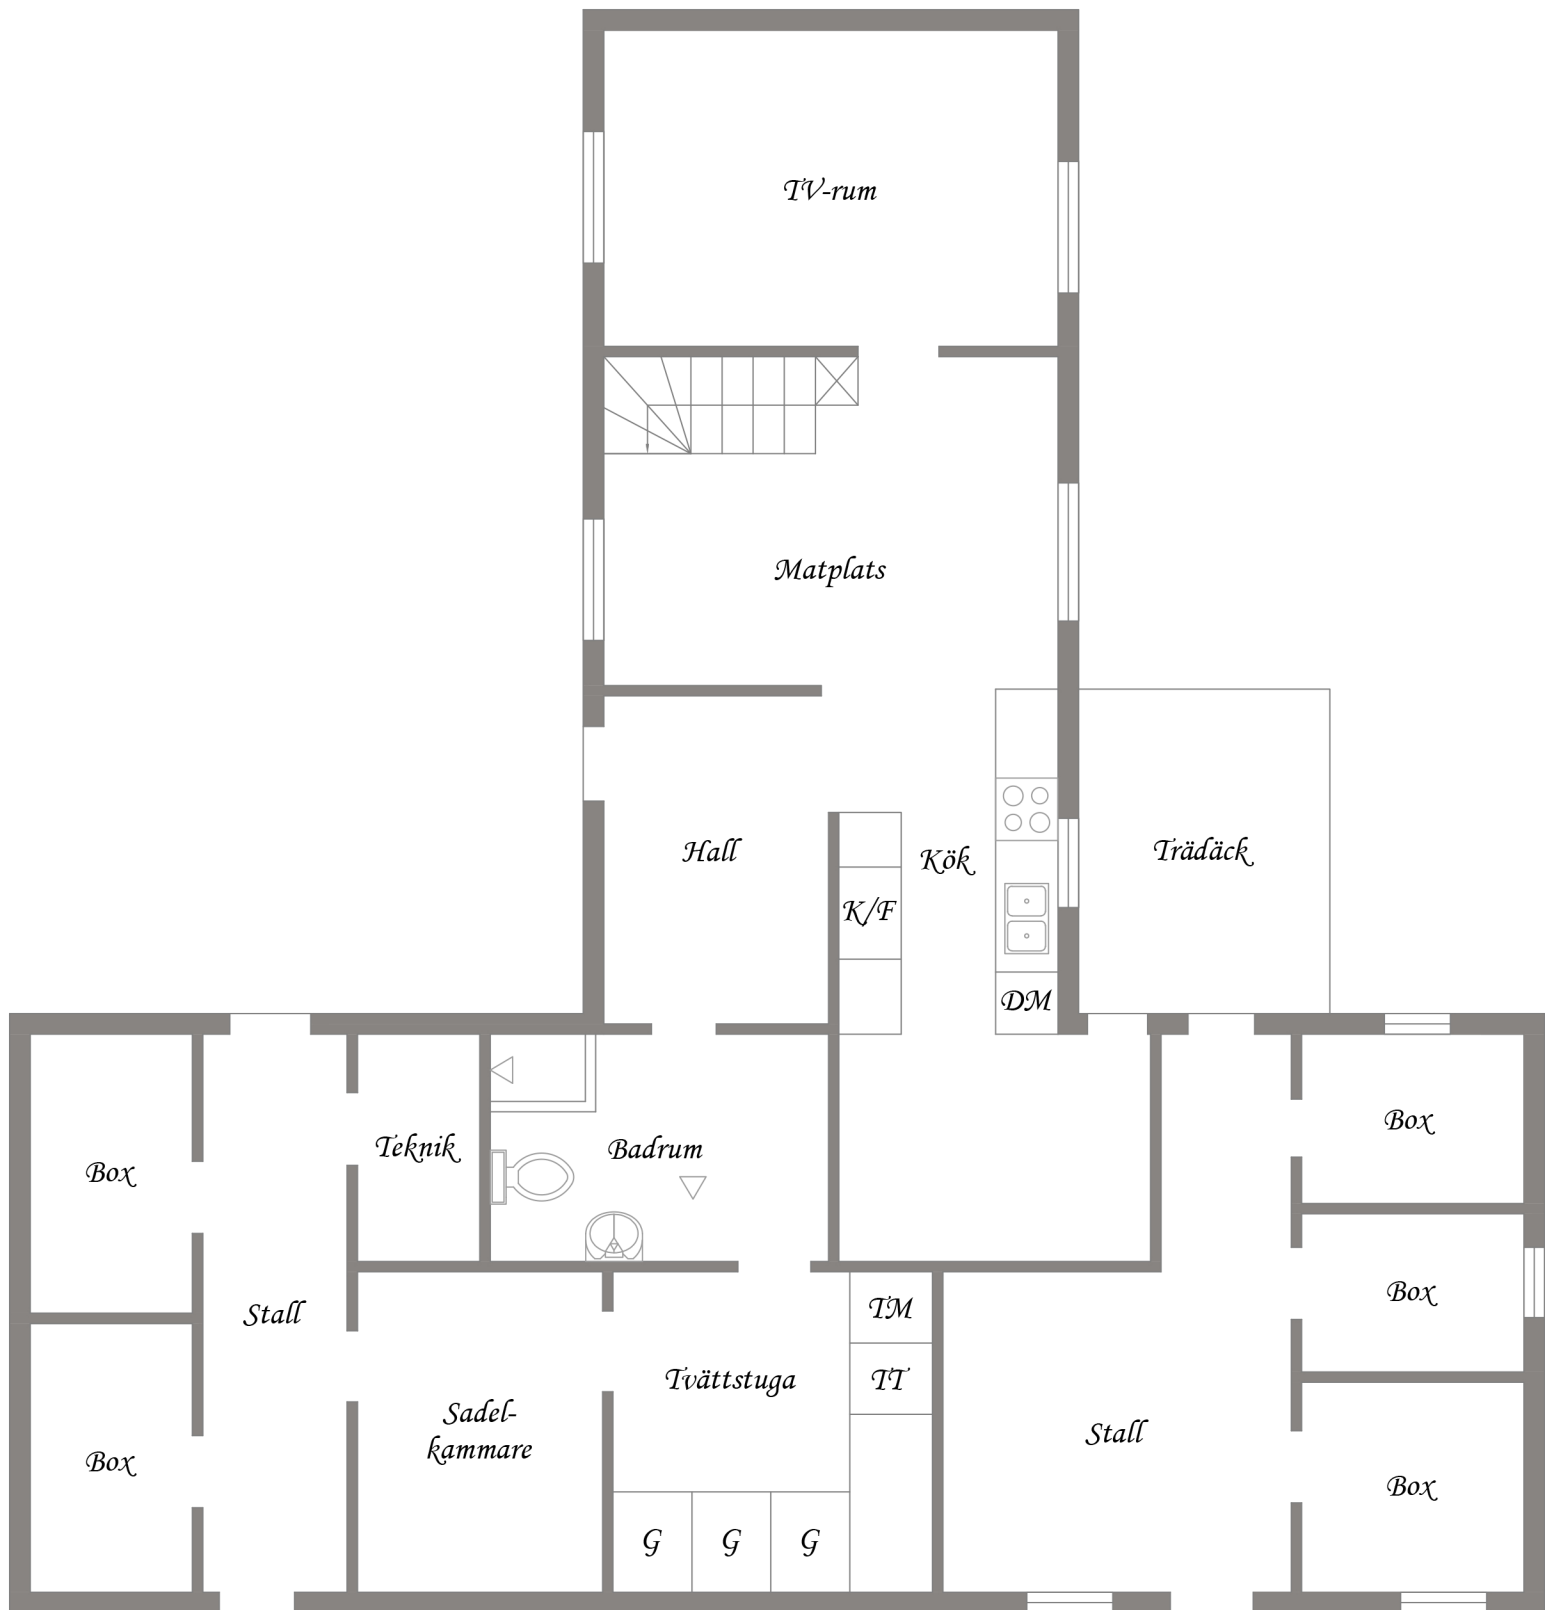 TV-rum
Matplats
Hall
Kök
Trädäck
K/F
DM
Box
Teknik
Badrum
Box
Stall
TM
Box
Tvättstuga
TT
Sadel-
kammare
Stall
Box
Box
G
G
G